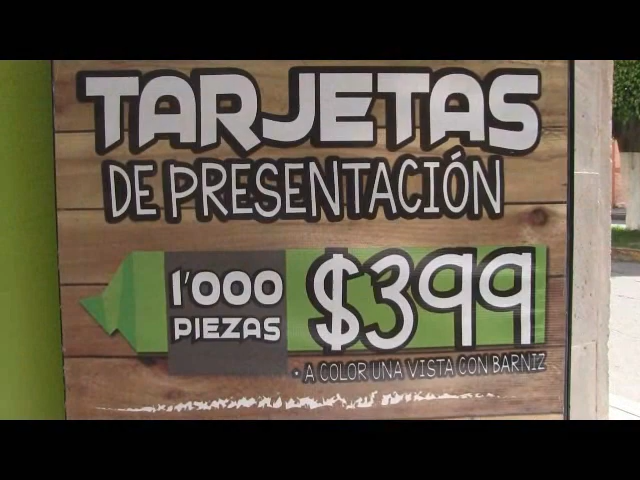 TARJETAS
DE PRESENTACIÓN
1'000
PIEZAS
$399
• A COLOR UNA VISTA CON BARNIZ